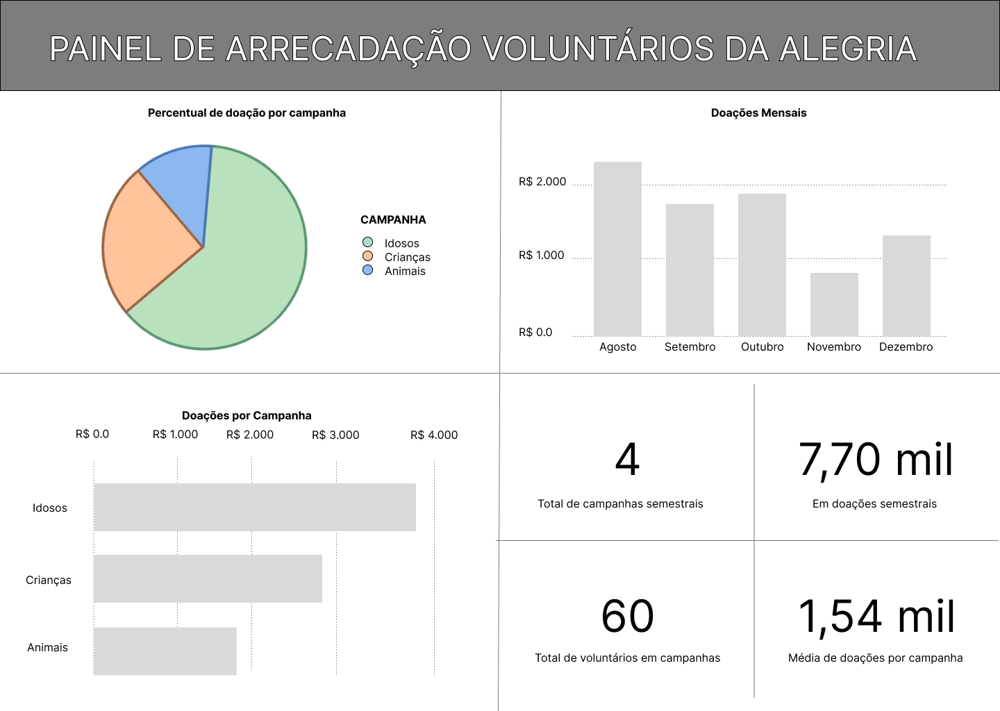 PAINEL DE ARRECADAÇÃO VOLUNTÁRIOS DA ALEGRIA
Percentual de doação por campanha
CAMPANHA
Idosos
Crianças
Animais
Doações Mensais
R$ 2.000
R$ 1.000
R$ 0.0
Agosto Setembro Outubro Novembro Dezembro
Doações por Campanha
R$ 0.0 R$ 1.000 R$ 2.000 R$ 3.000 R$ 4.000
Idosos
Crianças
Animais
4
Total de campanhas semestrais
7,70 mil
Em doações semestrais
60
Total de voluntários em campanhas
1,54 mil
Média de doações por campanha